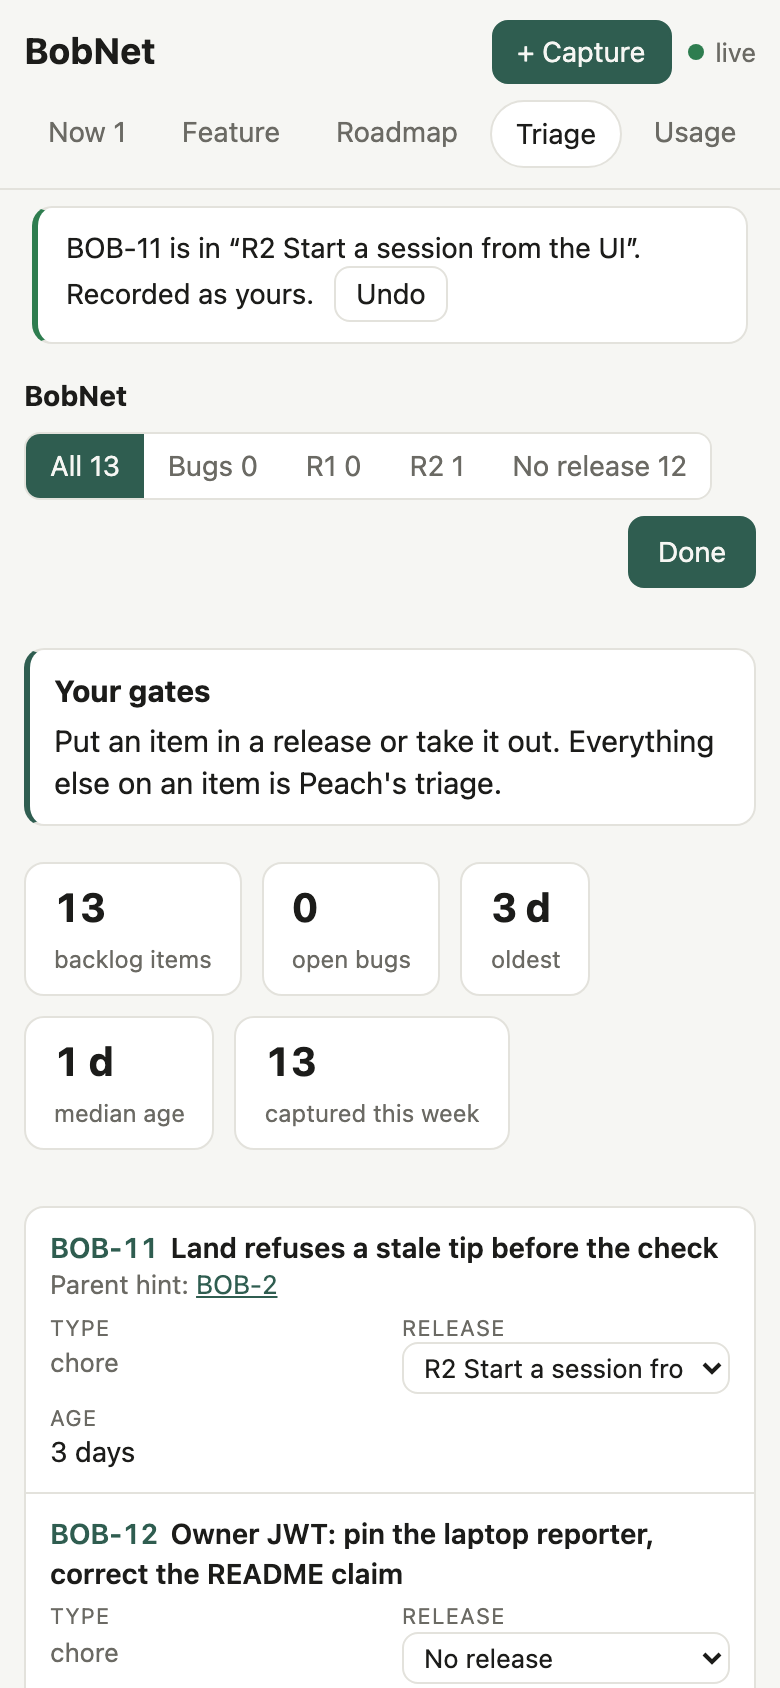 BobNet
+ Capture
live
Now 1
Feature
Roadmap
Triage
Usage
BOB-11 is in “R2 Start a session from the UI”.
Recorded as yours.
Undo
BobNet
All 13
Bugs 0
R1 0
R2 1
No release 12
Done
Your gates
Put an item in a release or take it out. Everything
else on an item is Peach's triage.
13
backlog items
0
open bugs
3 d
oldest
1 d
median age
13
captured this week
BOB-11 Land refuses a stale tip before the check
Parent hint: BOB-2
TYPE
chore
RELEASE
R2 Start a session fro
AGE
3 days
BOB-12 Owner JWT: pin the laptop reporter,
correct the README claim
TYPE
chore
RELEASE
No release